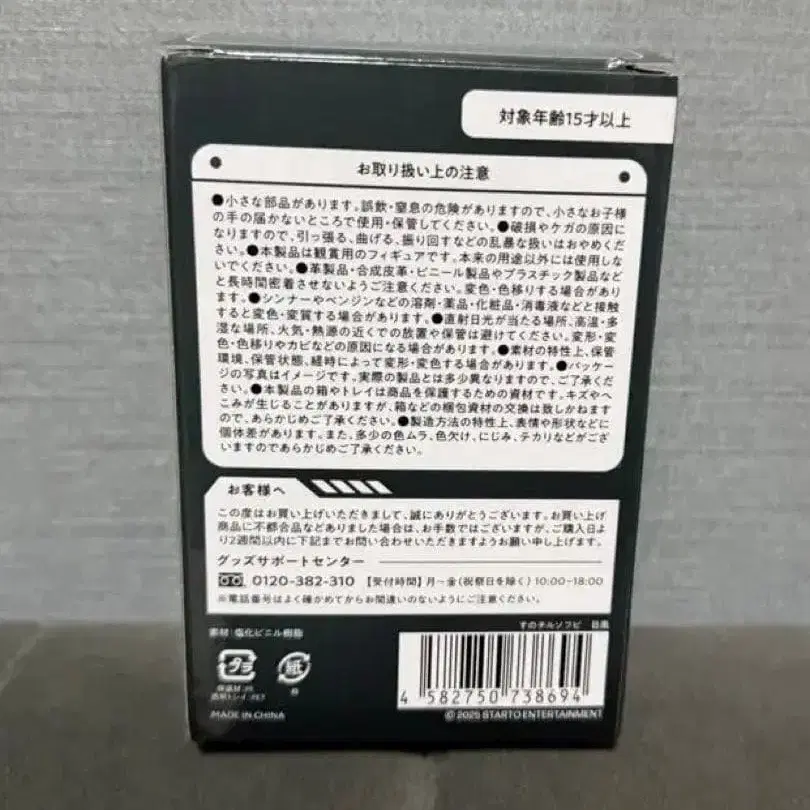 対象年齢15才以上
お取り扱い上の注意
●小さな部品があります。誤飲・窒息の危険がありますので、小さなお子様
の手の届かないところで使用・保管してください。●破損やケガの原因に
なりますので、引っ張る、曲げる、振り回すなどの乱暴な扱いはおやめくだ
さい。●本製品は観賞用のフィギュアです。本来の用途以外には使用しな
いでください。●革製品・合成皮革・ビニール製品やプラスチック製品など
と長時間密着させないようご注意ください。変色・色移りする場合がありま
す。●シンナーやベンジンなどの溶剤・薬品・化粧品・消毒液などと接触
すると変色・変質する場合があります。●直射日光が当たる場所、高温・多
湿な場所、火気・熱源の近くでの放置や保管は避けてください。変形・変
色・色移りやカビなどの原因になる場合があります。●素材の特性上、保管
環境、保管状態、経時によって変形・変色する場合があります。●パッケー
ジの写真はイメージです。実際の製品とは多少異なりますので、ご了承くだ
さい。●本製品の箱やトレイは商品を保護するための資材です。キズやへ
こみが生じることがありますが、箱などの梱包資材の交換は致しかねます
ので、あらかじめご了承ください。●製造方法の特性上、表情や形状などに
個体差があります。また、多少の色ムラ、色欠け、にじみ、テカリなどがござ
いますのであらかじめご了承ください。
お客様へ
この度はお買い上げいただきまして、誠にありがとうございます。お買い上げ
商品に不都合品などありました場合は、お手数ではございますが、ご購入日よ
り2週間以内に下記までお問い合わせいただきますようお願い申し上げます。
グッズサポートセンター
0120-382-310 【受付時間】月～金(祝祭日を除く)10:00-18:00
※電話番号はよく確かめてからお間違いのないようにご注意ください。
素材:塩化ビニル樹脂
すのチルソフビ 目黒
プラ
紙
保温材:PE
透明トレイ:PET
箱
4 582750 738694
MADE IN CHINA
© 2025 STARTO ENTERTAINMENT